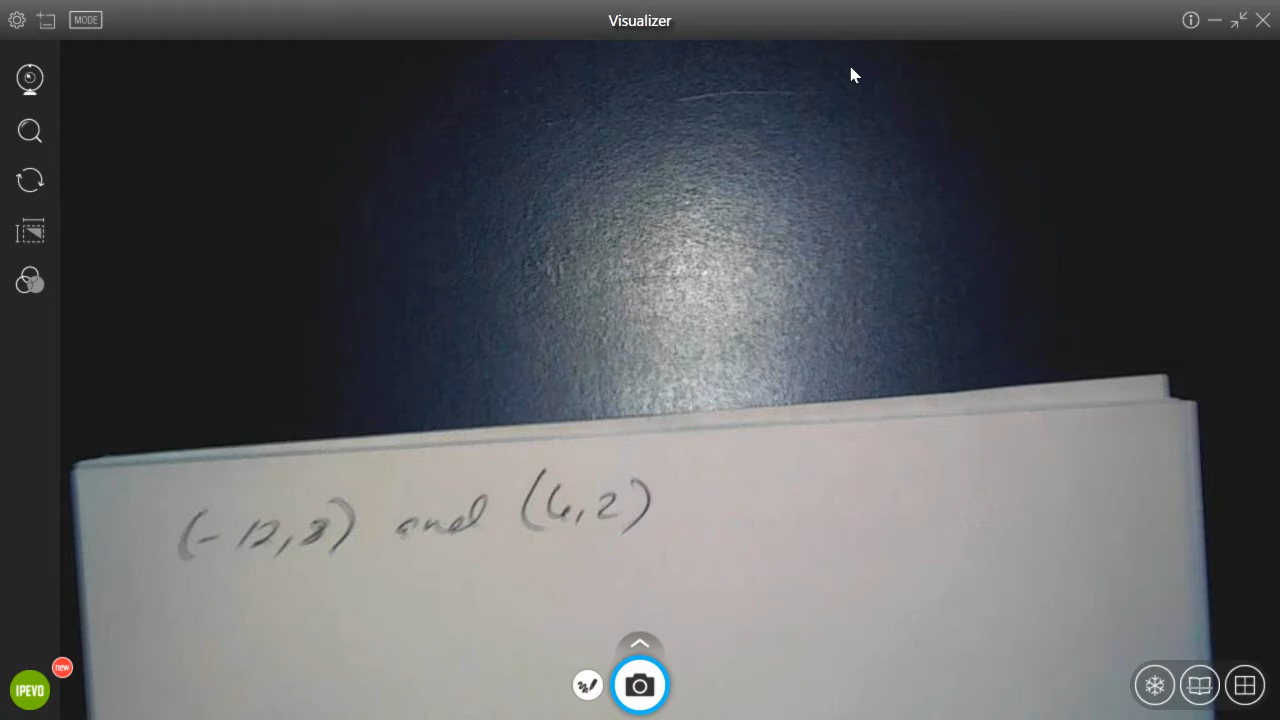 MODE
Visualizer
(-12,8) and (6,2)
new
IPEVO